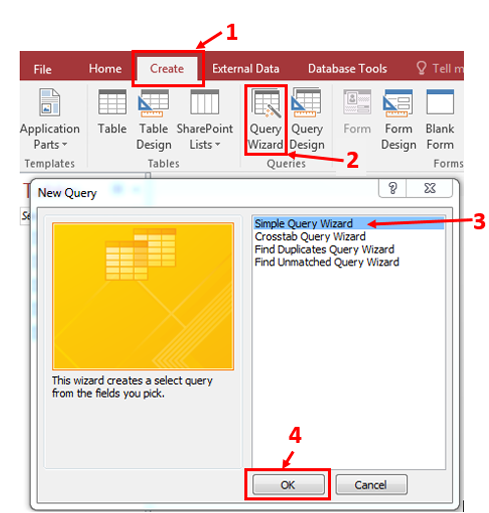 1
File Home Create External Data Database Tools Tell m
Application Table Table SharePoint Query Query Form Form Blank
Parts Design Lists Wizard Design Design Form
Templates Tables Queries Forms
2
New Query
Simple Query Wizard
3
Crosstab Query Wizard
Find Duplicates Query Wizard
Find Unmatched Query Wizard
This wizard creates a select query
from the fields you pick.
4
OK Cancel